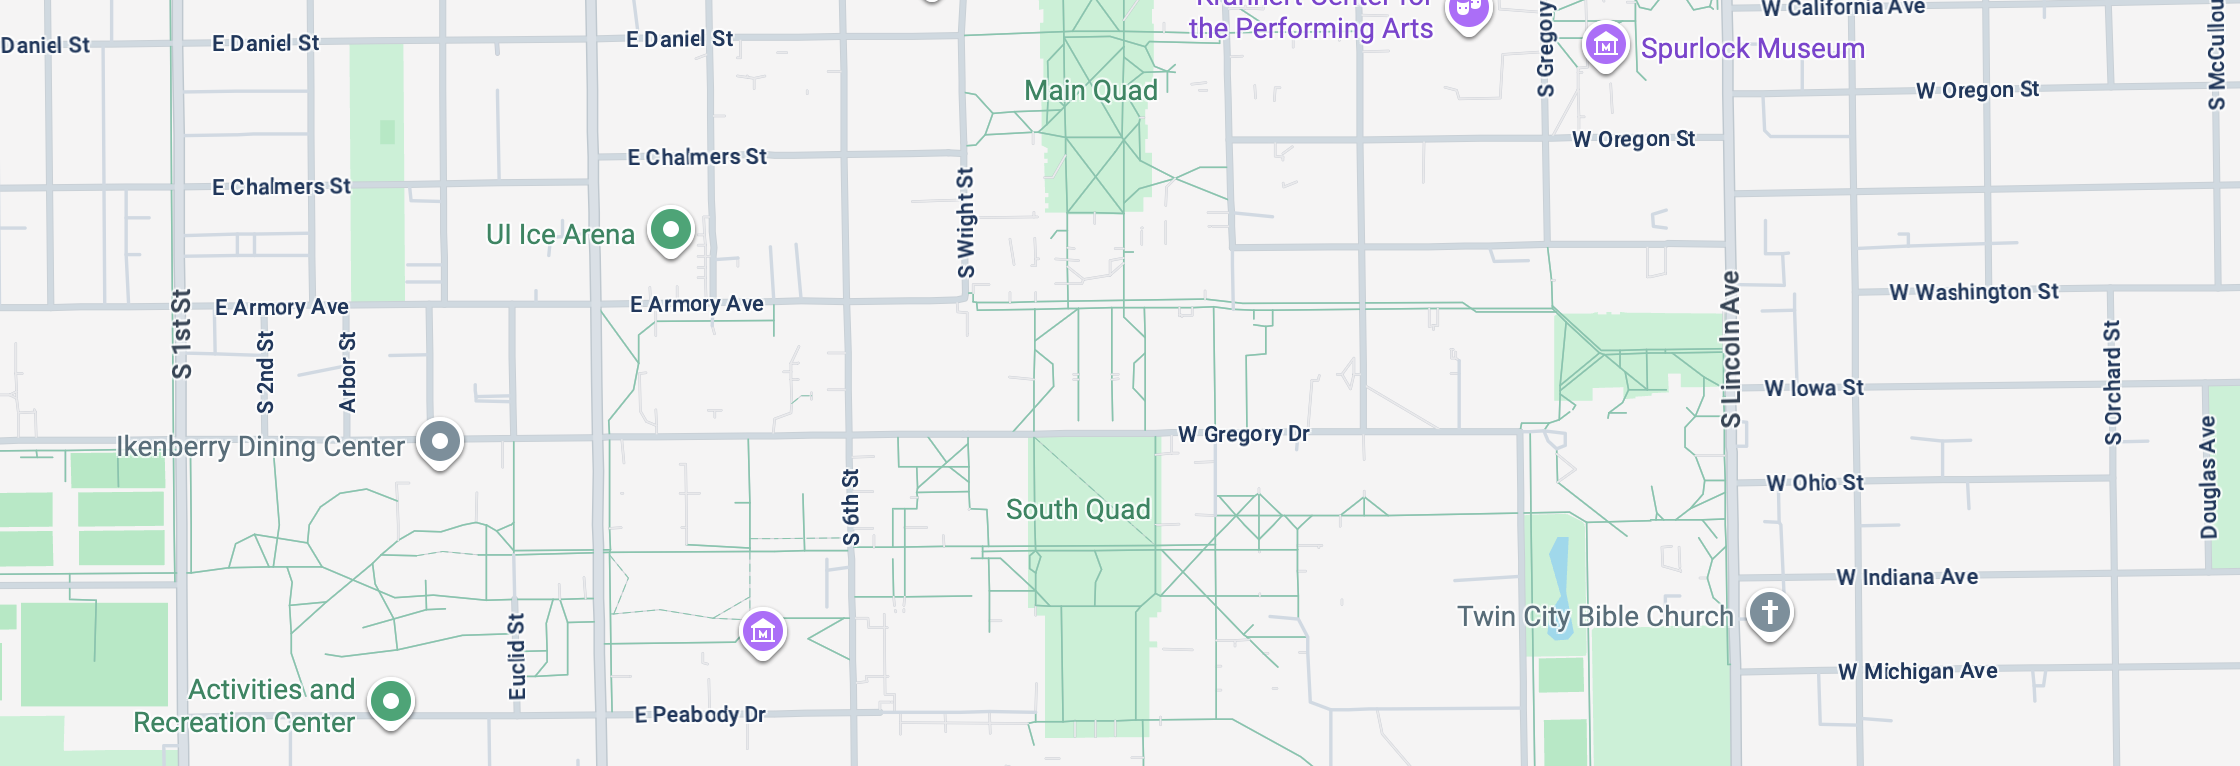 Krannert Center for
the Performing Arts
W California Ave
Daniel St
E Daniel St
E Daniel St
S Gregory
Spurlock Museum
Main Quad
W Oregon St
W Oregon St
E Chalmers St
E Chalmers St
S Wright St
UI Ice Arena
W Washington St
E Armory Ave
E Armory Ave
S 1st St
S 2nd St
Arbor St
S Lincoln Ave
S Orchard St
W Iowa St
Ikenberry Dining Center
W Gregory Dr
Douglas Ave
W Ohio St
S 6th St
South Quad
W Indiana Ave
Twin City Bible Church
Euclid St
W Michigan Ave
Activities and
Recreation Center
E Peabody Dr